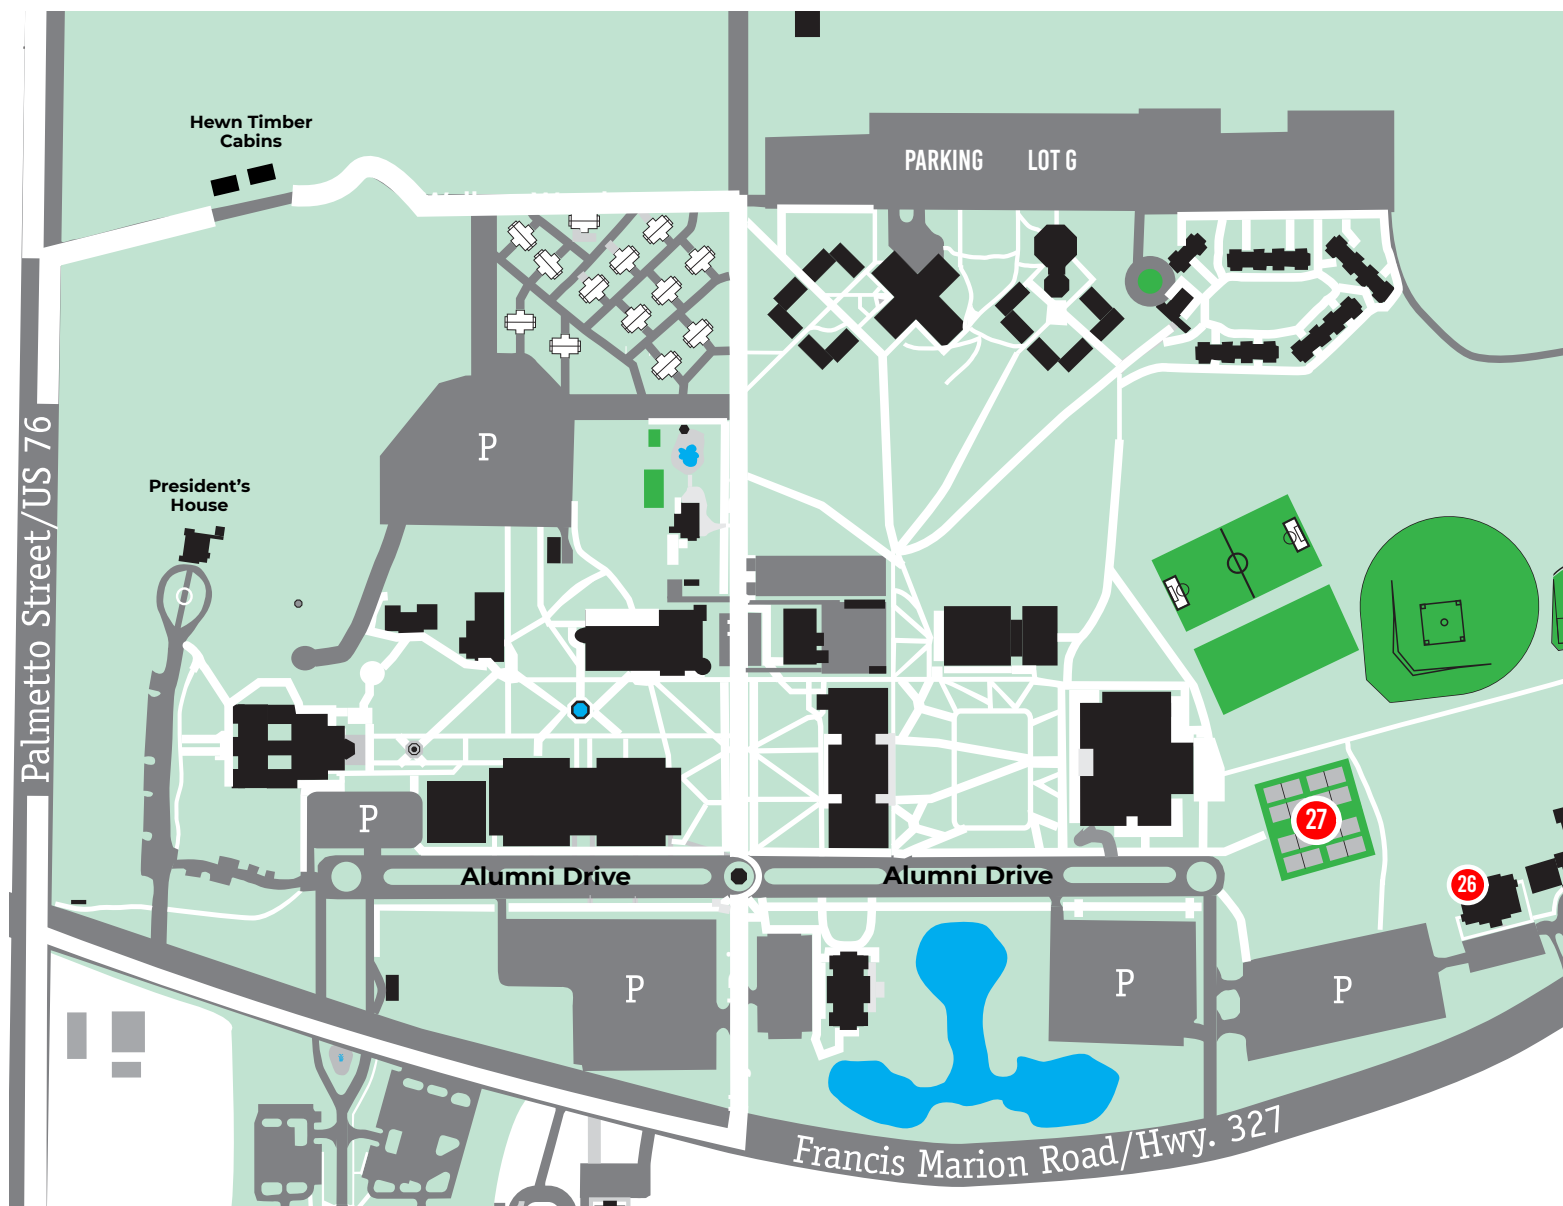 Hewn Timber
Cabins
PARKING LOT G
P
Palmetto Street/US 76
President's
House
P
27
Alumni Drive
Alumni Drive
26
P
P
P
Francis Marion Road/Hwy. 327